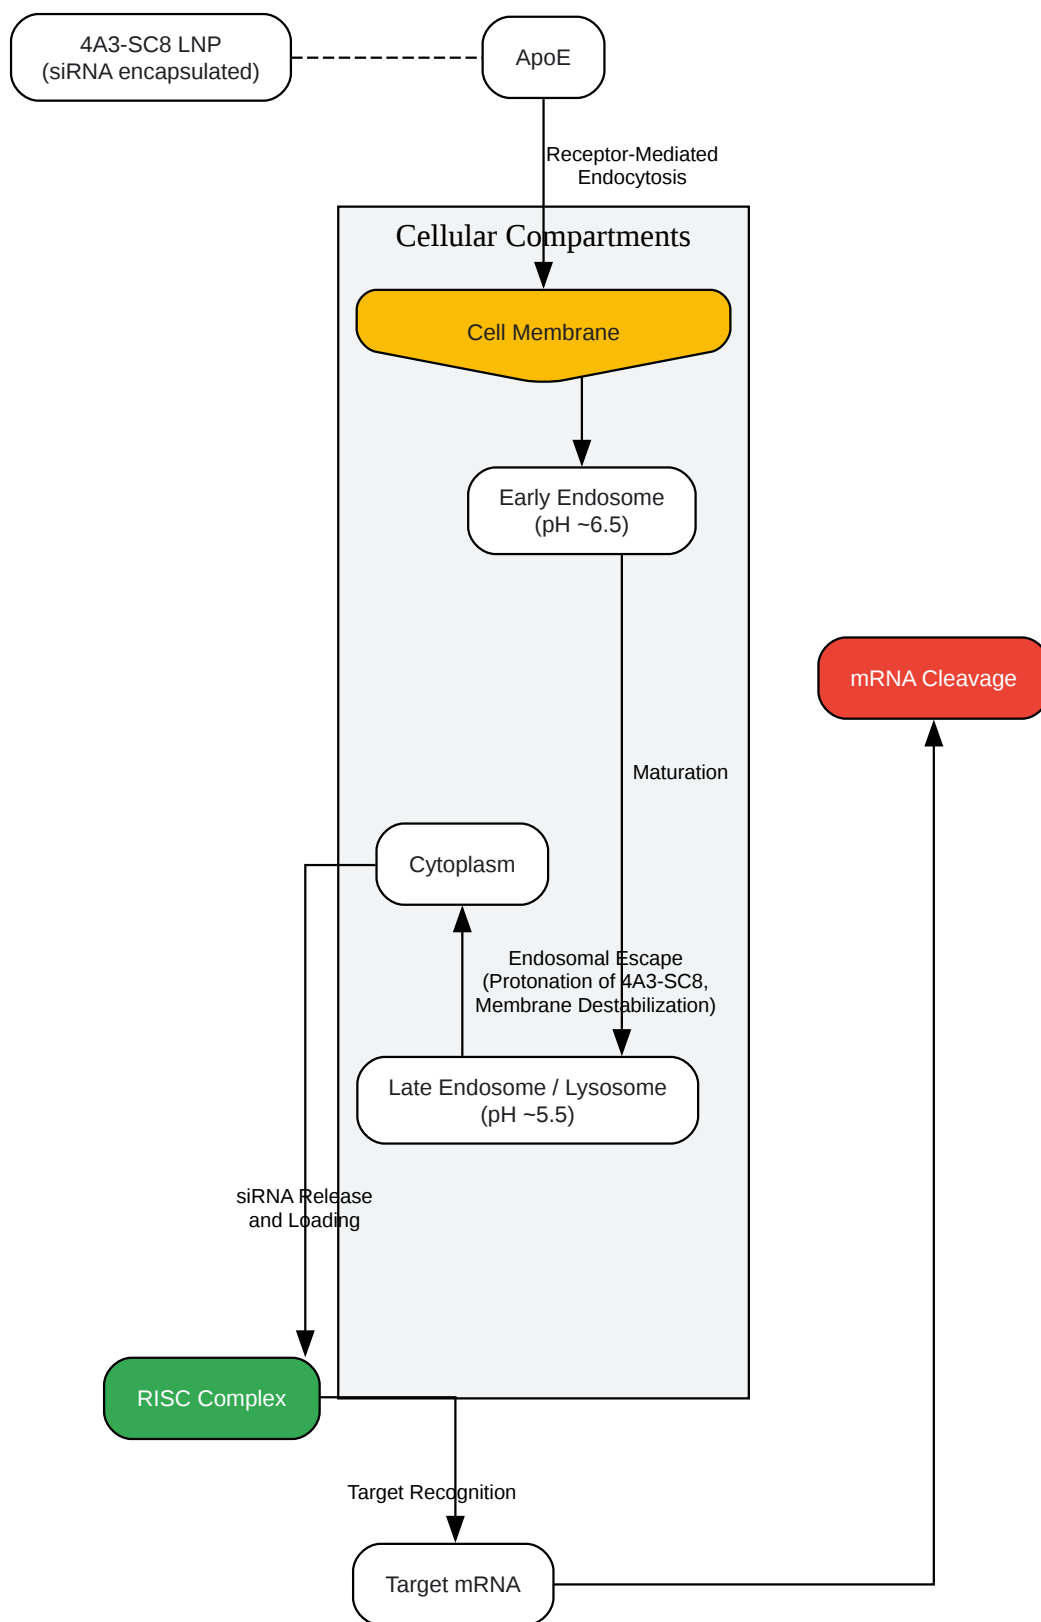 4A3-SC8 LNP
(siRNA encapsulated)
ApoE
Receptor-Mediated
Endocytosis
Cellular Compartments
Cell Membrane
Early Endosome
(pH ~6.5)
mRNA Cleavage
Maturation
Cytoplasm
Endosomal Escape
(Protonation of 4A3-SC8,
Membrane Destabilization)
Late Endosome / Lysosome
(pH ~5.5)
siRNA Release
and Loading
RISC Complex
Target Recognition
Target mRNA